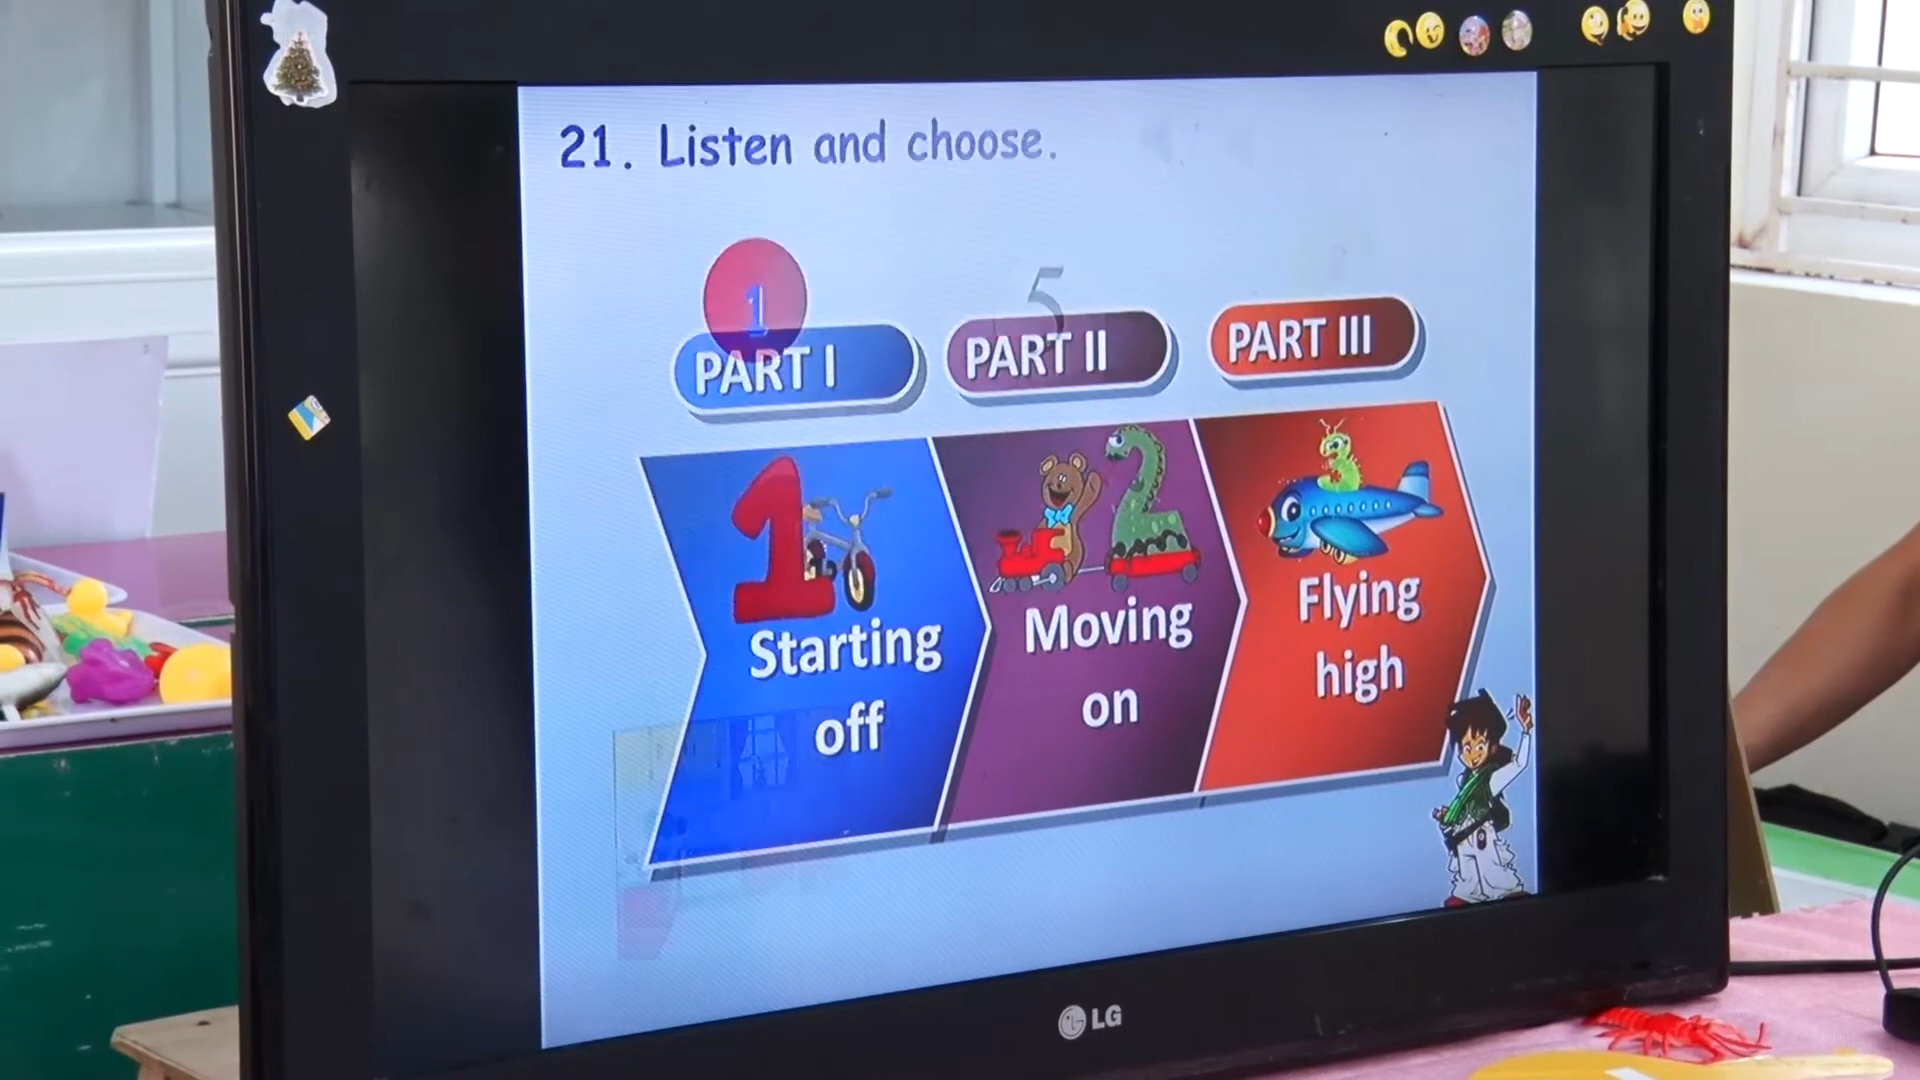 21. Listen and choose.
1
5
PART I
PART II
PART III
1
2
Starting
off
Moving
on
Flying
high
LG